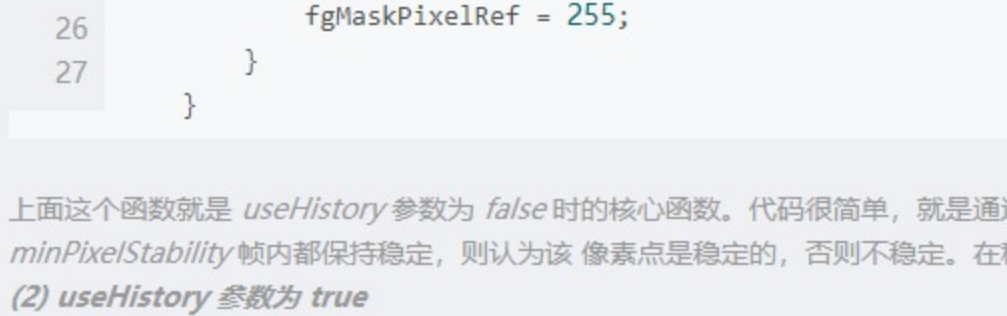 26 fgMaskPixelRef = 255;
27 }
}
上面这个函数就是 useHistory 参数为 false 时的核心函数。代码很简单，就是通
minPixelStability 帧内都保持稳定，则认为该 像素点是稳定的，否则不稳定。在
(2) useHistory 参数为 true